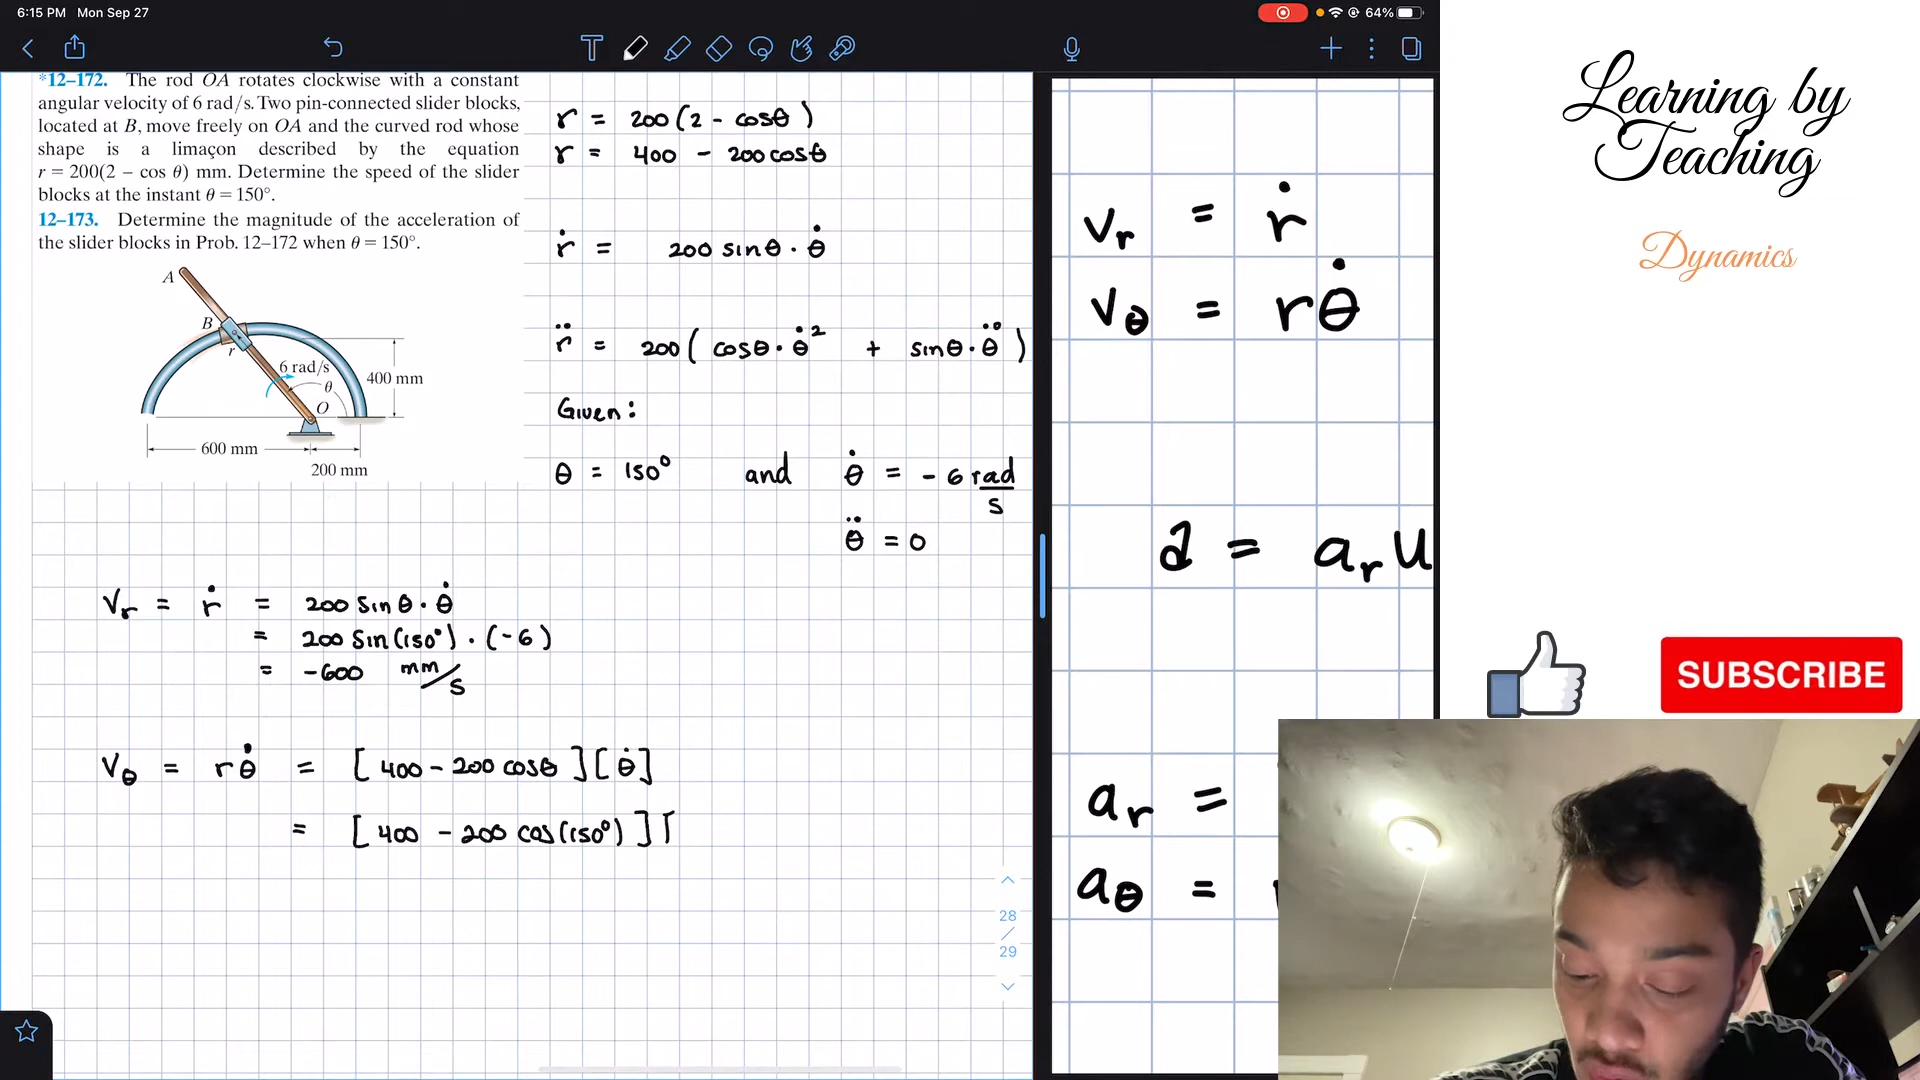 6:15 PM Mon Sep 27
64%
*12–172. The rod OA rotates clockwise with a constant
angular velocity of 6 rad/s. Two pin-connected slider blocks,
located at B, move freely on OA and the curved rod whose
shape is a limaçon described by the equation
r = 200(2 − cos θ) mm. Determine the speed of the slider
blocks at the instant θ = 150°.
12–173. Determine the magnitude of the acceleration of
the slider blocks in Prob. 12–172 when θ = 150°.
A
B
r
6 rad/s
θ
O
400 mm
600 mm
200 mm
r = 200(2 - cosθ)
r = 400 - 200cosθ
ṙ = 200 sinθ · θ̇
r̈ = 200( cosθ · θ̇² + sinθ · θ̈ )
Given:
θ = 150° and θ̇ = -6 rad/s
θ̈ = 0
Vr = ṙ = 200 Sin θ · θ̇
= 200 Sin(150°) · (-6)
= -600 mm/s
Vθ = rθ̇ = [400 - 200 cosθ][θ̇]
= [400 - 200 cos(150°)][
28
/
29
Vr = ṙ
Vθ = rθ̇
a = ar u
ar =
aθ =
Learning by
Teaching
Dynamics
SUBSCRIBE
T